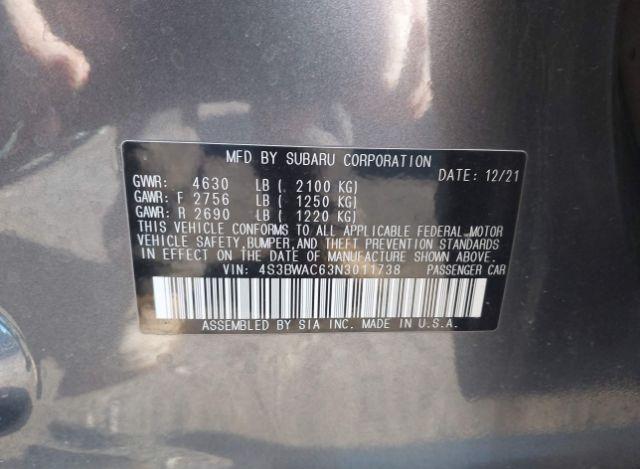 MFD BY SUBARU CORPORATION
DATE: 12/21
GVWR: 4630 LB ( 2100 KG)
GAWR: F 2756 LB ( 1250 KG)
GAWR: R 2690 LB ( 1220 KG)
THIS VEHICLE CONFORMS TO ALL APPLICABLE FEDERAL MOTOR
VEHICLE SAFETY, BUMPER, AND THEFT PREVENTION STANDARDS
IN EFFECT ON THE DATE OF MANUFACTURE SHOWN ABOVE.
VIN: 4S3BWAC63N3011738 PASSENGER CAR
ASSEMBLED BY SIA INC. MADE IN U.S.A.